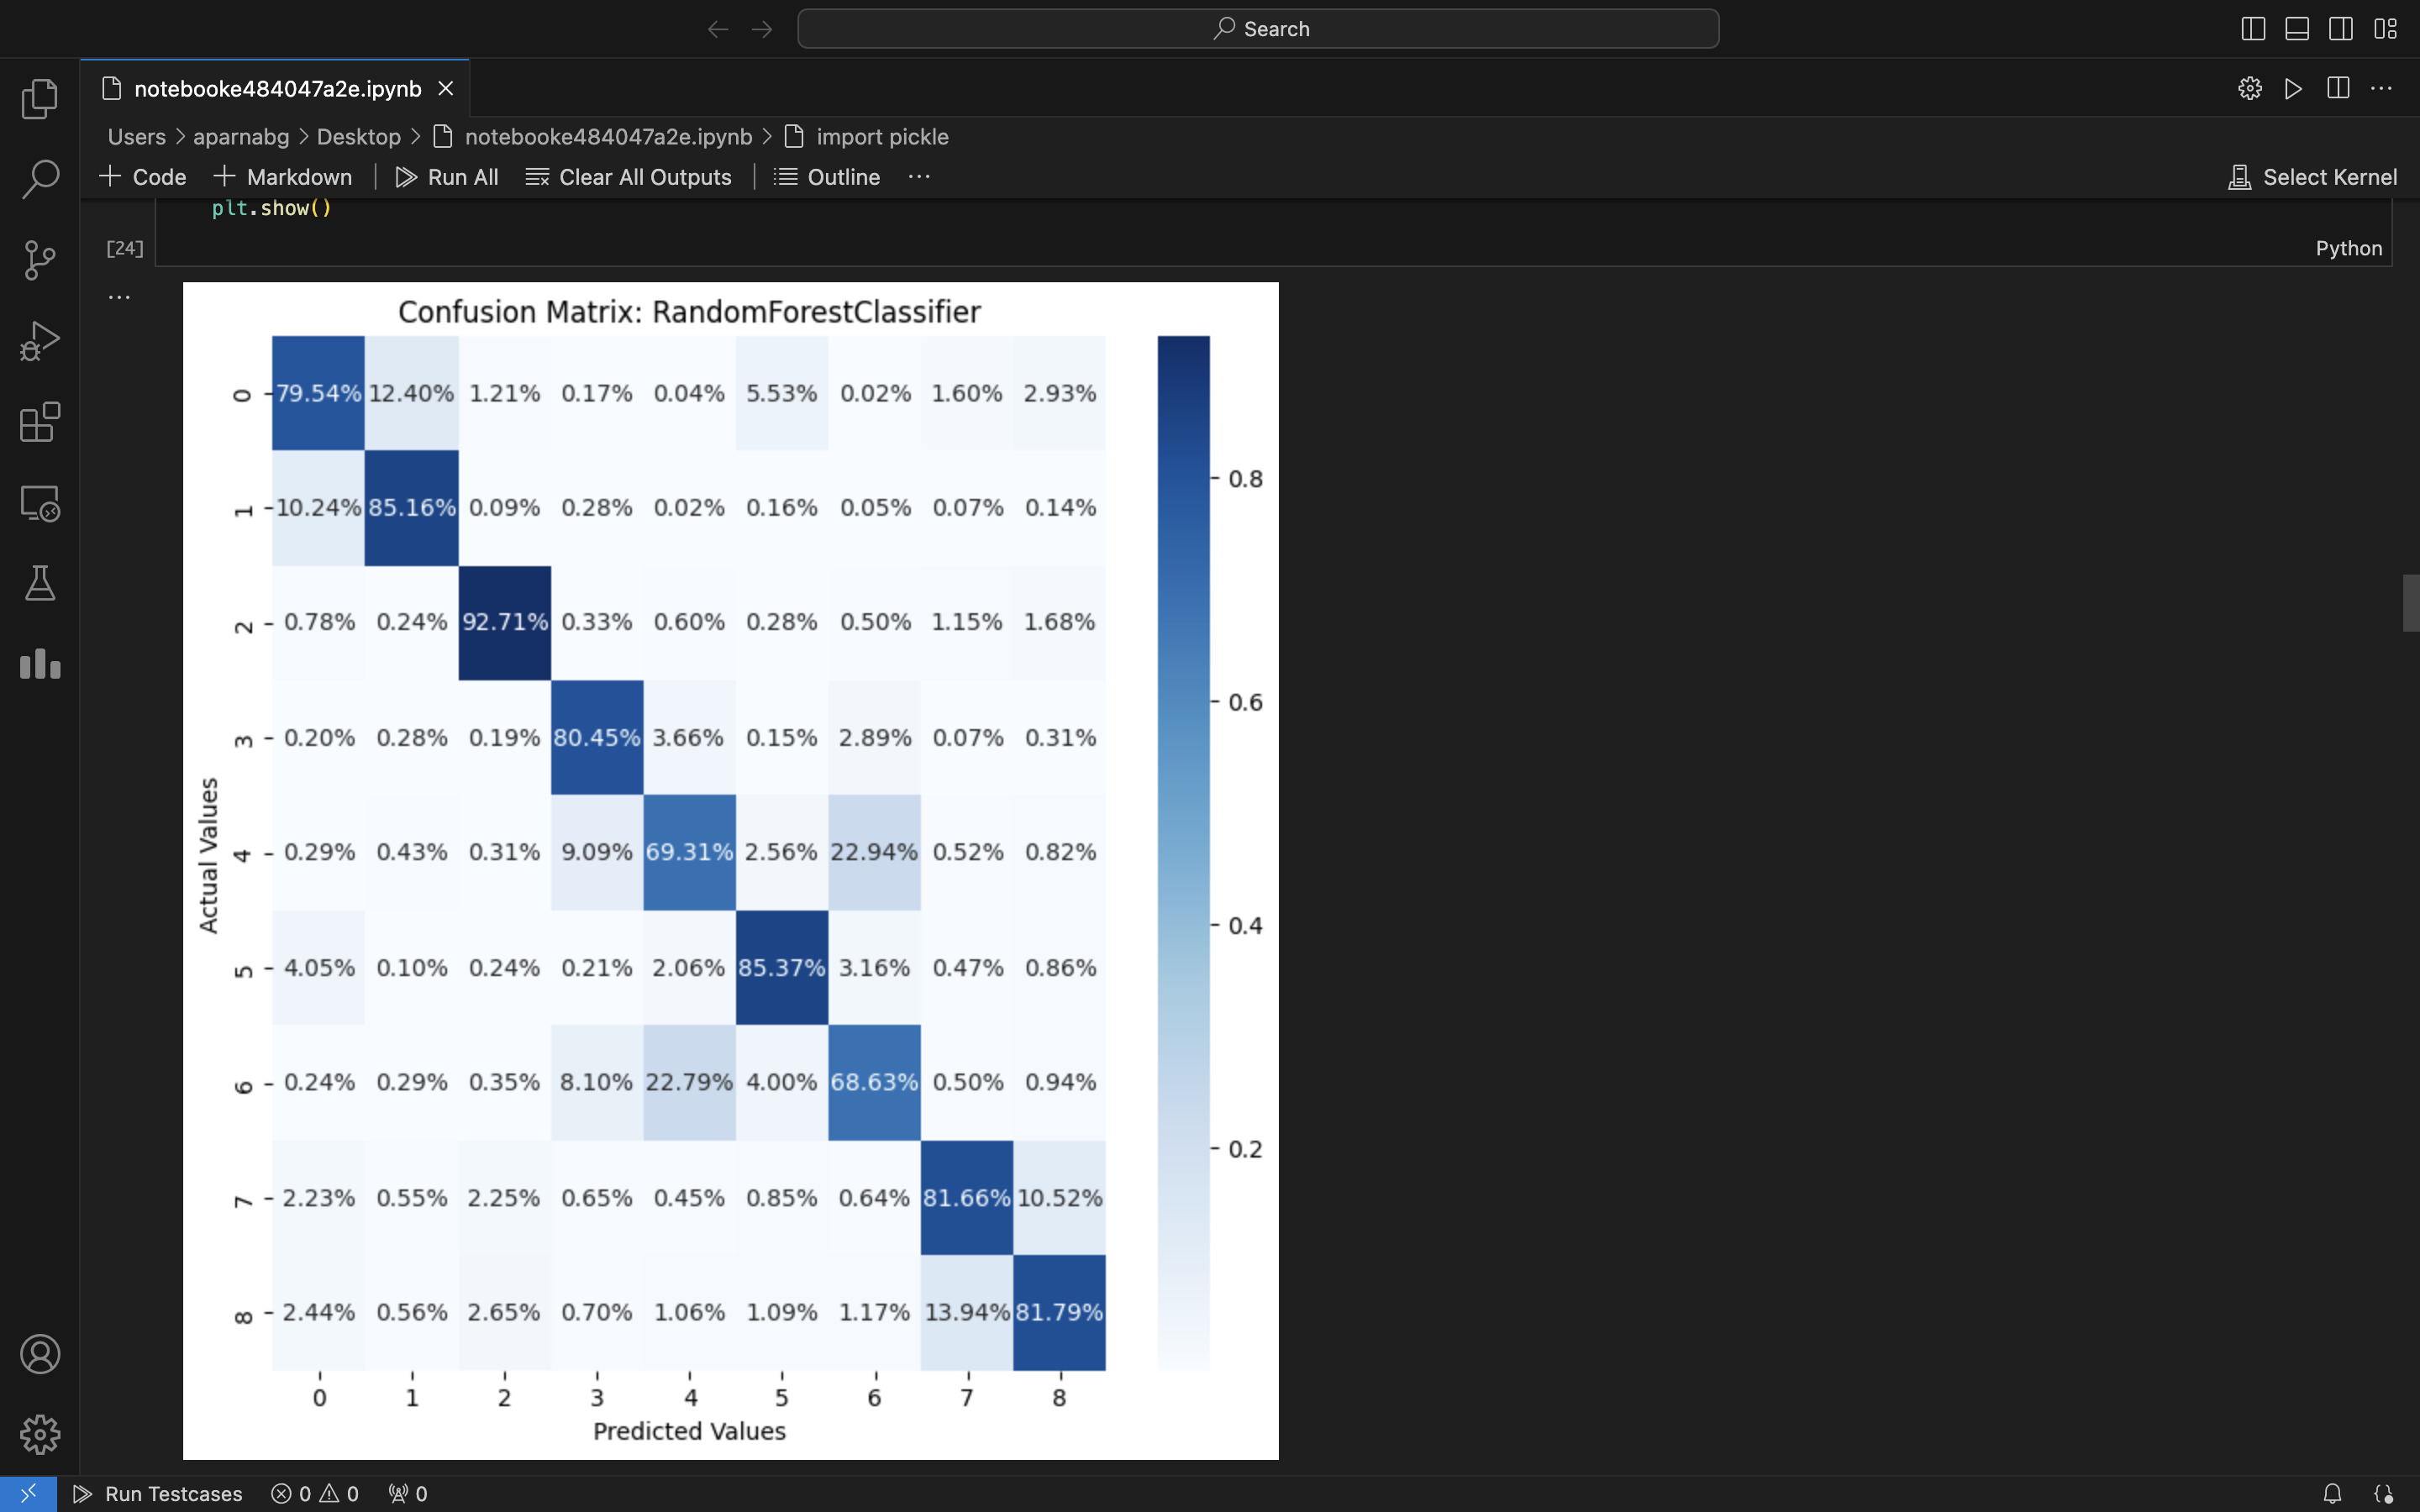 Search
notebooke484047a2e.ipynb
Users > aparnabg > Desktop > notebooke484047a2e.ipynb > import pickle
+ Code + Markdown Run All Clear All Outputs Outline ... Select Kernel
plt.show()
[24] Python
...
Confusion Matrix: RandomForestClassifier
0 79.54% 12.40% 1.21% 0.17% 0.04% 5.53% 0.02% 1.60% 2.93%
0.8
1 10.24% 85.16% 0.09% 0.28% 0.02% 0.16% 0.05% 0.07% 0.14%
2 0.78% 0.24% 92.71% 0.33% 0.60% 0.28% 0.50% 1.15% 1.68%
0.6
3 0.20% 0.28% 0.19% 80.45% 3.66% 0.15% 2.89% 0.07% 0.31%
Actual Values
4 0.29% 0.43% 0.31% 9.09% 69.31% 2.56% 22.94% 0.52% 0.82%
0.4
5 4.05% 0.10% 0.24% 0.21% 2.06% 85.37% 3.16% 0.47% 0.86%
6 0.24% 0.29% 0.35% 8.10% 22.79% 4.00% 68.63% 0.50% 0.94%
0.2
7 2.23% 0.55% 2.25% 0.65% 0.45% 0.85% 0.64% 81.66% 10.52%
8 2.44% 0.56% 2.65% 0.70% 1.06% 1.09% 1.17% 13.94% 81.79%
0 1 2 3 4 5 6 7 8
Predicted Values
Run Testcases 0 0 0